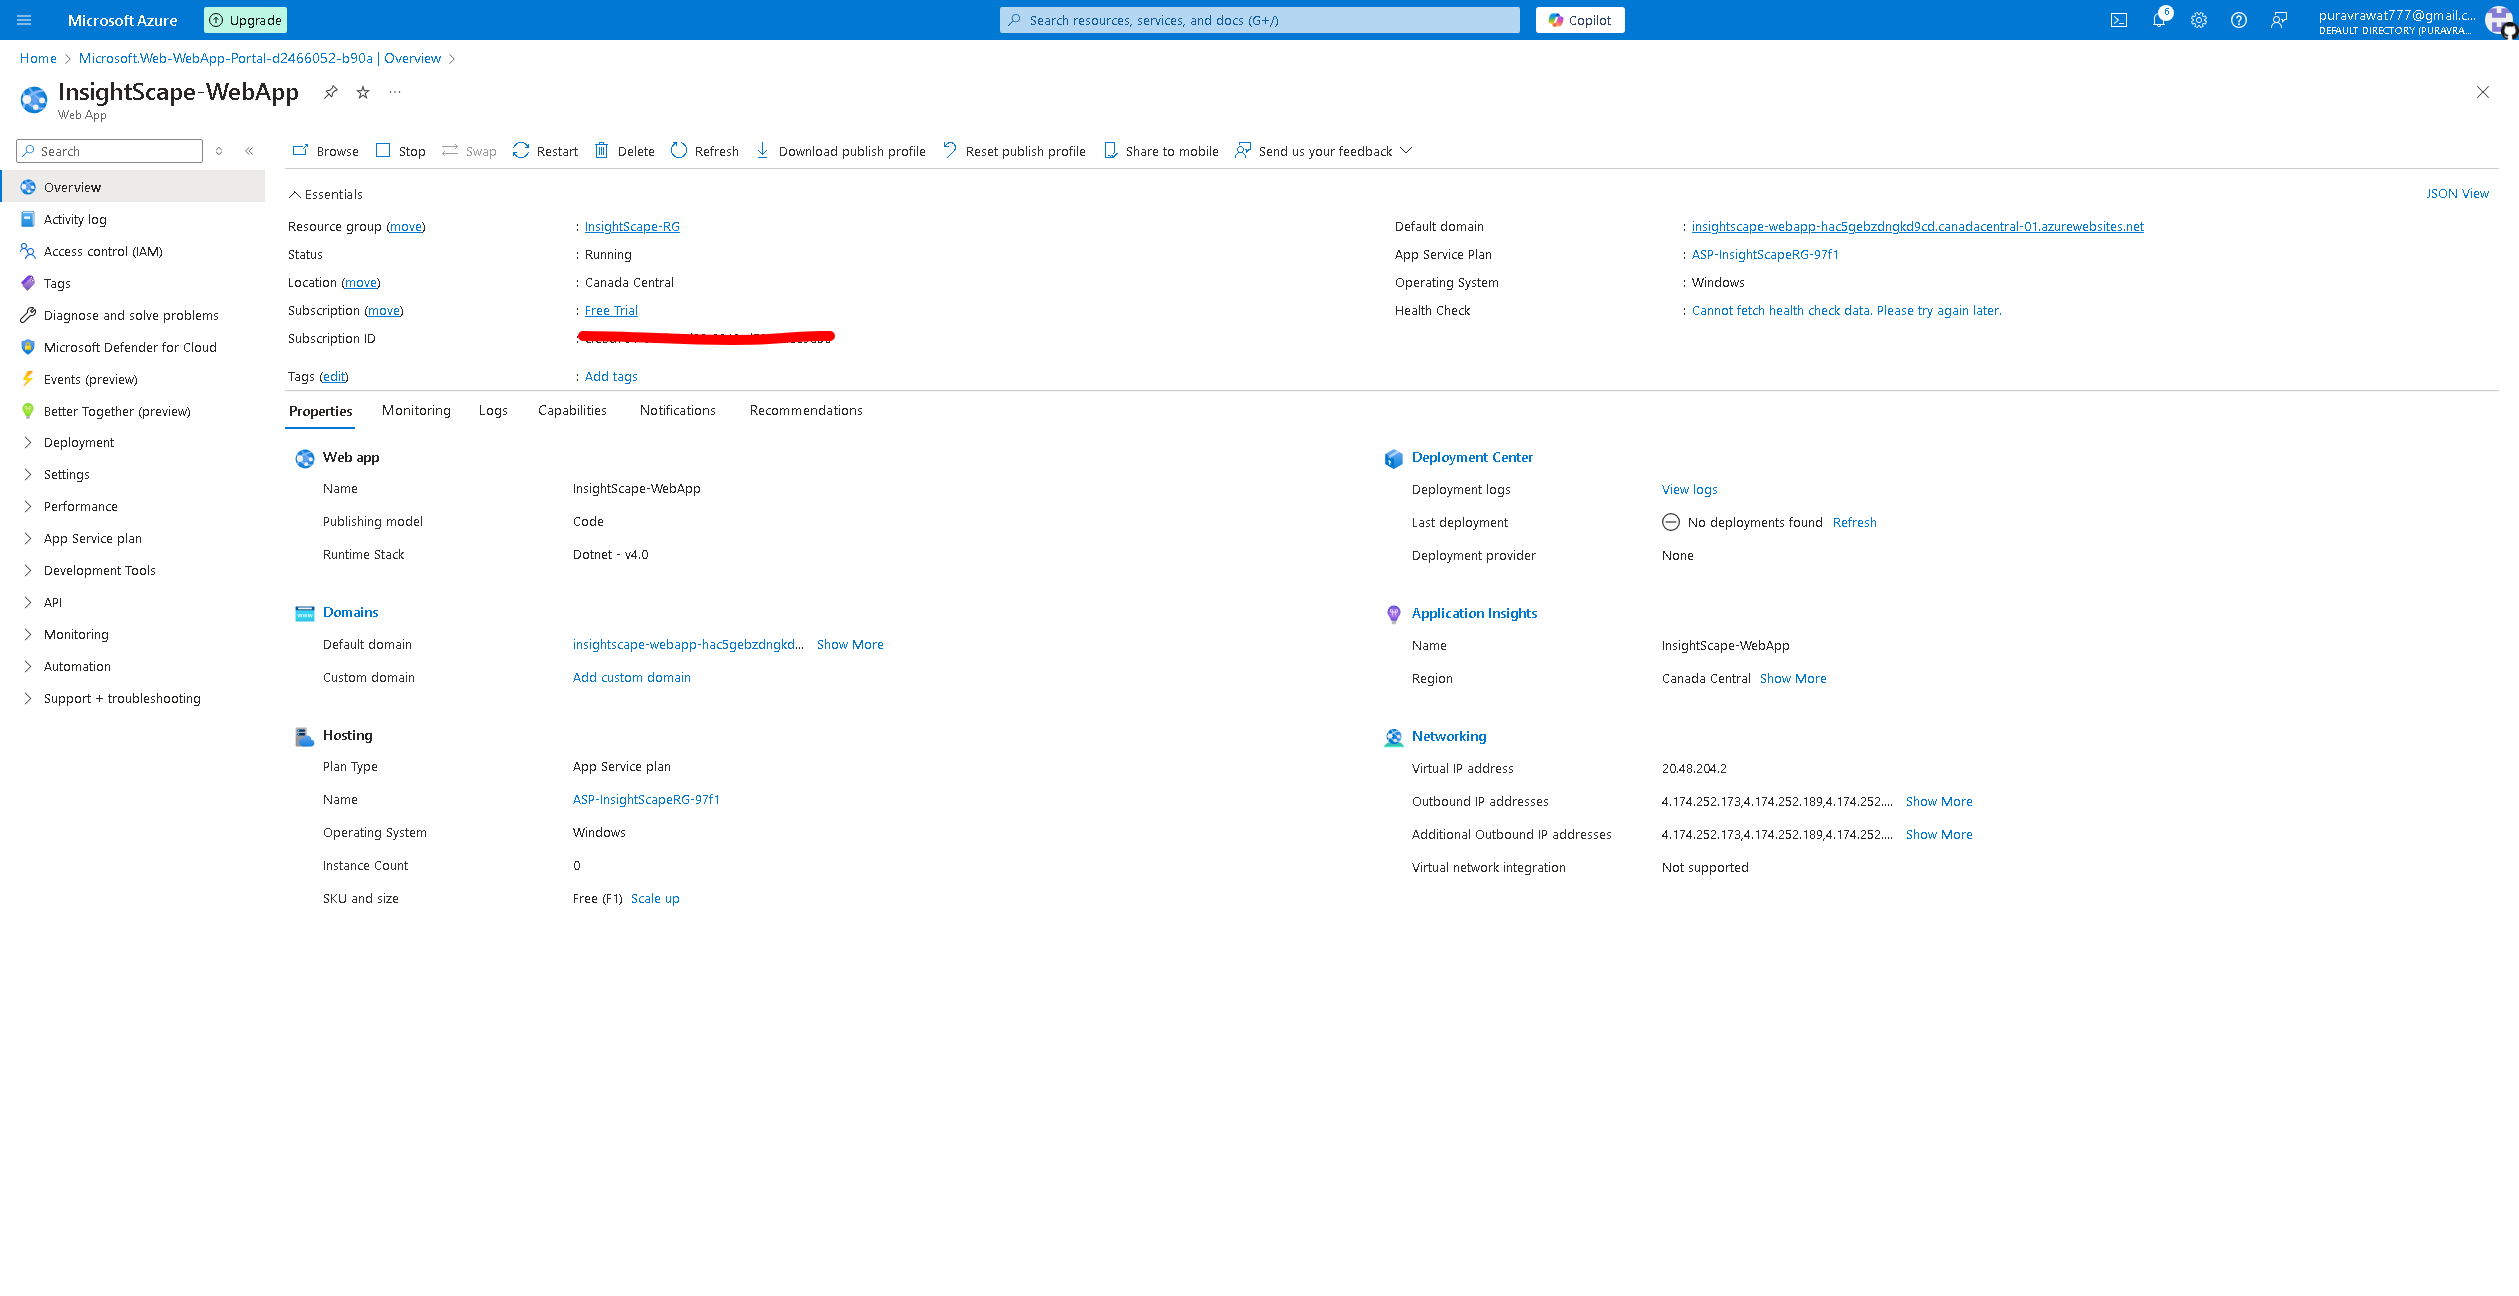 Microsoft Azure
Upgrade
Search resources, services, and docs (G+/)
Copilot
6
puravrawat777@gmail.c...
DEFAULT DIRECTORY (PURAVRA...
Home > Microsoft.Web-WebApp-Portal-d2466052-b90a | Overview >
InsightScape-WebApp
Web App
Search
Browse Stop Swap Restart Delete Refresh Download publish profile Reset publish profile Share to mobile Send us your feedback
Overview
Activity log
Access control (IAM)
Tags
Diagnose and solve problems
Microsoft Defender for Cloud
Events (preview)
Better Together (preview)
Deployment
Settings
Performance
App Service plan
Development Tools
API
Monitoring
Automation
Support + troubleshooting
Essentials
JSON View
Resource group (move) : InsightScape-RG
Status : Running
Location (move) : Canada Central
Subscription (move) : Free Trial
Subscription ID :
Tags (edit) : Add tags
Default domain : insightscape-webapp-hac5gebzdngkd9cd.canadacentral-01.azurewebsites.net
App Service Plan : ASP-InsightScapeRG-97f1
Operating System : Windows
Health Check : Cannot fetch health check data. Please try again later.
Properties Monitoring Logs Capabilities Notifications Recommendations
Web app
Name InsightScape-WebApp
Publishing model Code
Runtime Stack Dotnet - v4.0
Domains
Default domain insightscape-webapp-hac5gebzdngkd... Show More
Custom domain Add custom domain
Hosting
Plan Type App Service plan
Name ASP-InsightScapeRG-97f1
Operating System Windows
Instance Count 0
SKU and size Free (F1) Scale up
Deployment Center
Deployment logs View logs
Last deployment No deployments found Refresh
Deployment provider None
Application Insights
Name InsightScape-WebApp
Region Canada Central Show More
Networking
Virtual IP address 20.48.204.2
Outbound IP addresses 4.174.252.173,4.174.252.189,4.174.252.... Show More
Additional Outbound IP addresses 4.174.252.173,4.174.252.189,4.174.252.... Show More
Virtual network integration Not supported